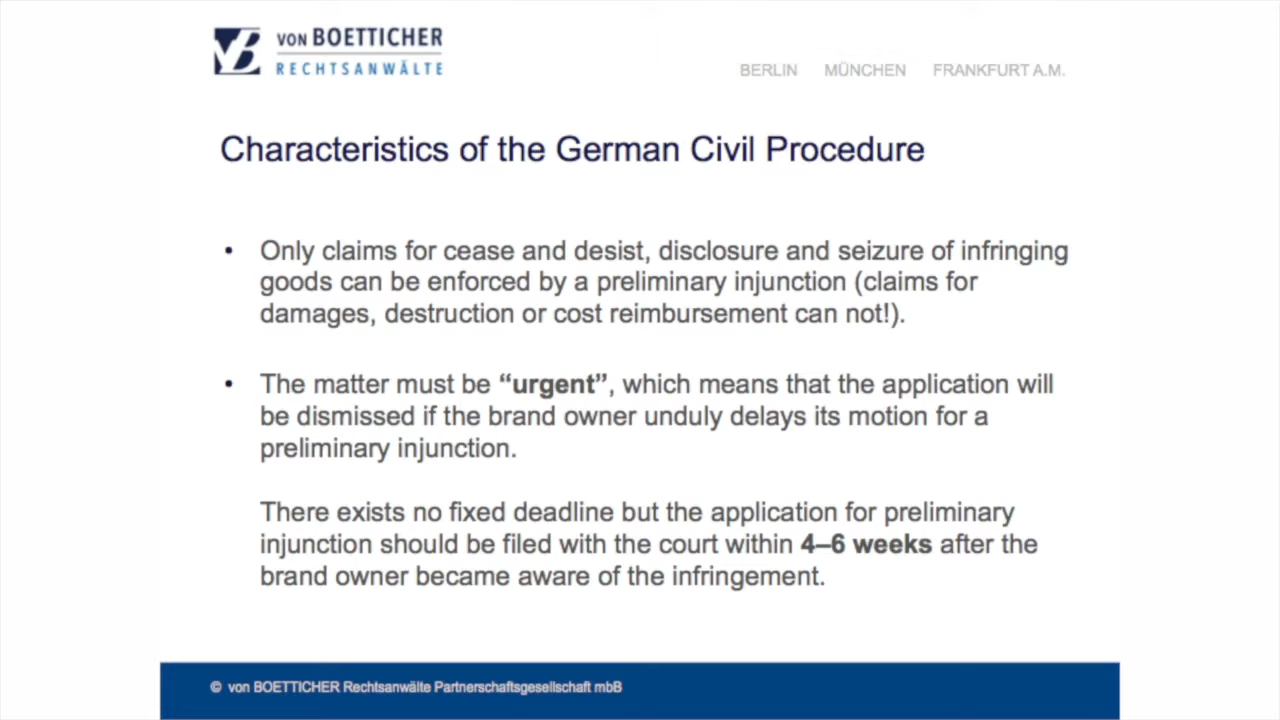 VON BOETTICHER
RECHTSANWÄLTE
BERLIN MÜNCHEN FRANKFURT A.M.
Characteristics of the German Civil Procedure
• Only claims for cease and desist, disclosure and seizure of infringing
goods can be enforced by a preliminary injunction (claims for
damages, destruction or cost reimbursement can not!).
• The matter must be “urgent”, which means that the application will
be dismissed if the brand owner unduly delays its motion for a
preliminary injunction.
There exists no fixed deadline but the application for preliminary
injunction should be filed with the court within 4–6 weeks after the
brand owner became aware of the infringement.
© von BOETTICHER Rechtsanwälte Partnerschaftsgesellschaft mbB